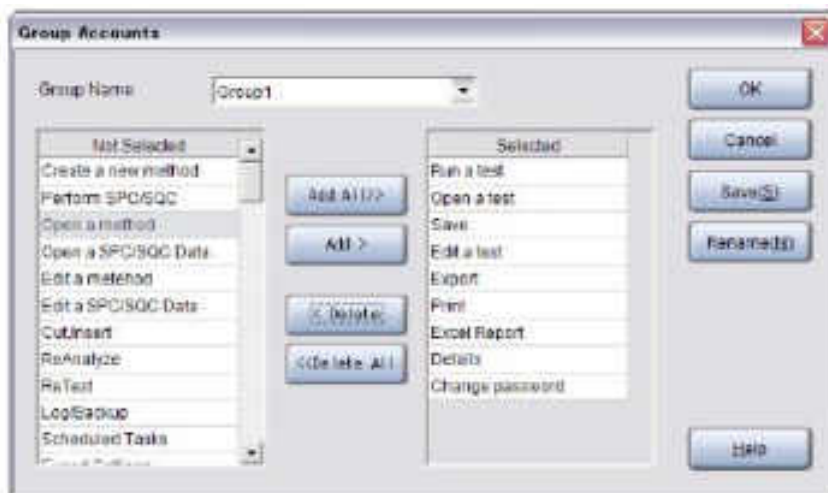 Group Accounts
Group Name
Group1
OK
Cancel
Save(S)
Rename(N)
Help
Not Selected
Create a new method
Perform SPC/SQC
Open a method
Open a SPC/SQC Data
Edit a metehod
Edit a SPC/SQC Data
Cut,Insert
ReAnalyze
ReTest
Log/Backup
Scheduled Tasks
Add All>>
Add >
< Delete
<<Delete All
Selected
Run a test
Open a test
Save
Edit a test
Export
Print
Excel Report
Details
Change password